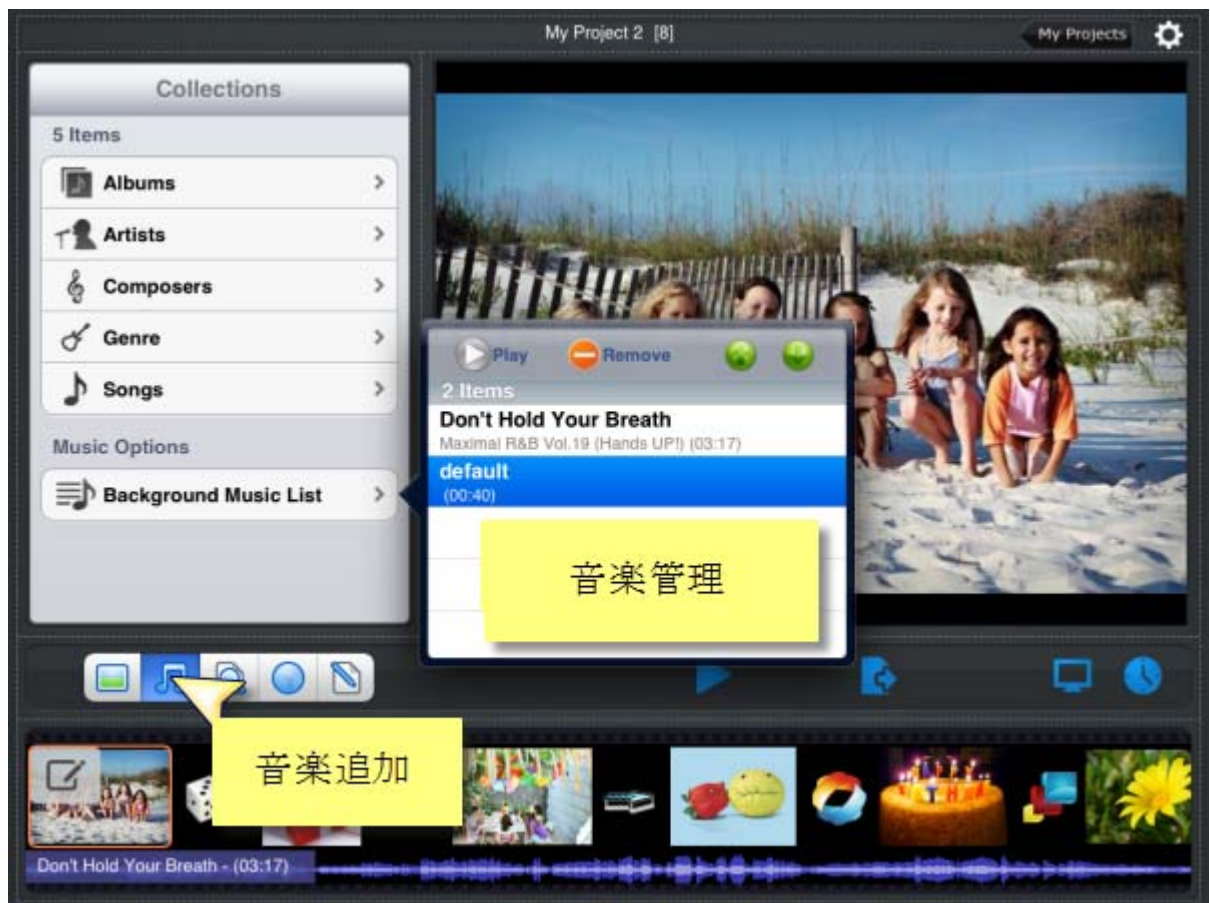 My Project 2 [8]
My Projects
Collections
5 Items
Albums
Artists
Composers
Genre
Songs
Music Options
Background Music List
Play
Remove
2 Items
Don't Hold Your Breath
Maximal R&B Vol.19 (Hands UP!) (03:17)
default
(00:40)
音楽管理
音楽追加
Don't Hold Your Breath - (03:17)